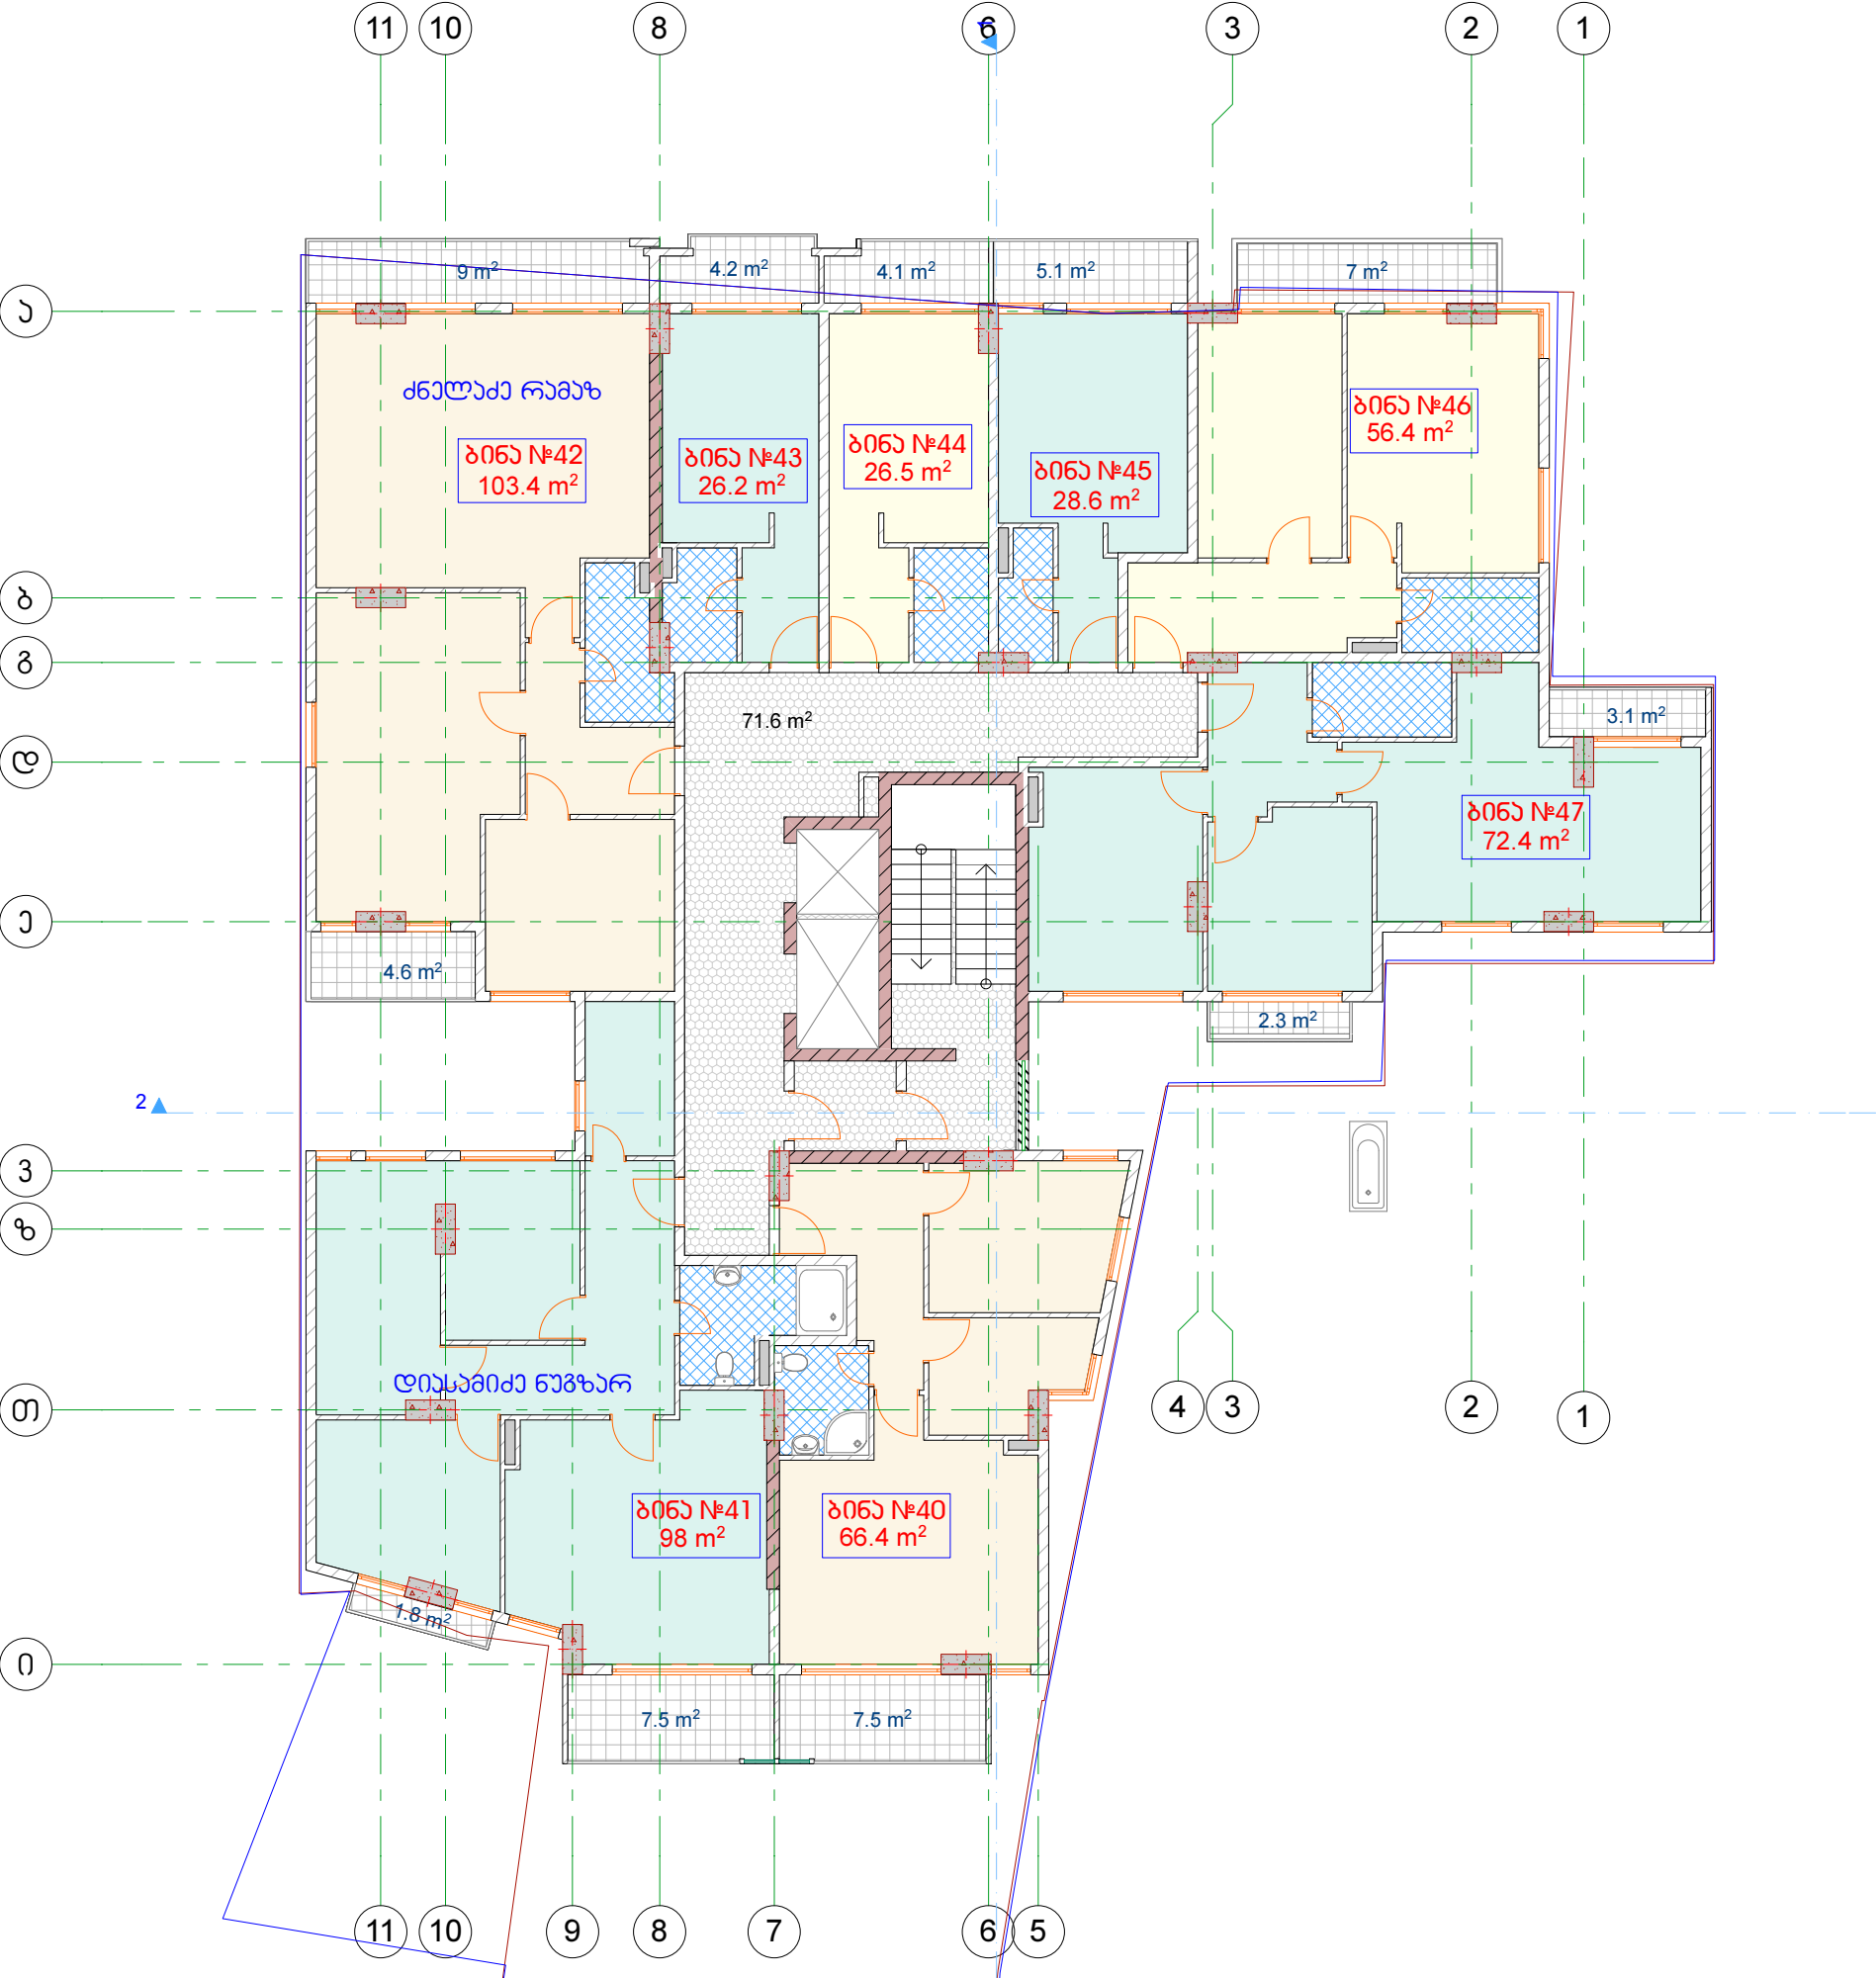 11 10 8 6 3 2 1
9 m²
4.2 m²
4.1 m²
5.1 m²
7 m²
ა
ძნელაძე რამაზ
ბინა №42
103.4 m²
ბინა №43
26.2 m²
ბინა №44
26.5 m²
ბინა №45
28.6 m²
ბინა №46
56.4 m²
ბ
გ
71.6 m²
3.1 m²
დ
ბინა №47
72.4 m²
ე
4.6 m²
2.3 m²
2
ვ
ზ
დიასამიძე ნუგზარ
თ
4 3 2 1
ბინა №41
98 m²
ბინა №40
66.4 m²
1.8 m²
ი
7.5 m²
7.5 m²
11 10 9 8 7 6 5